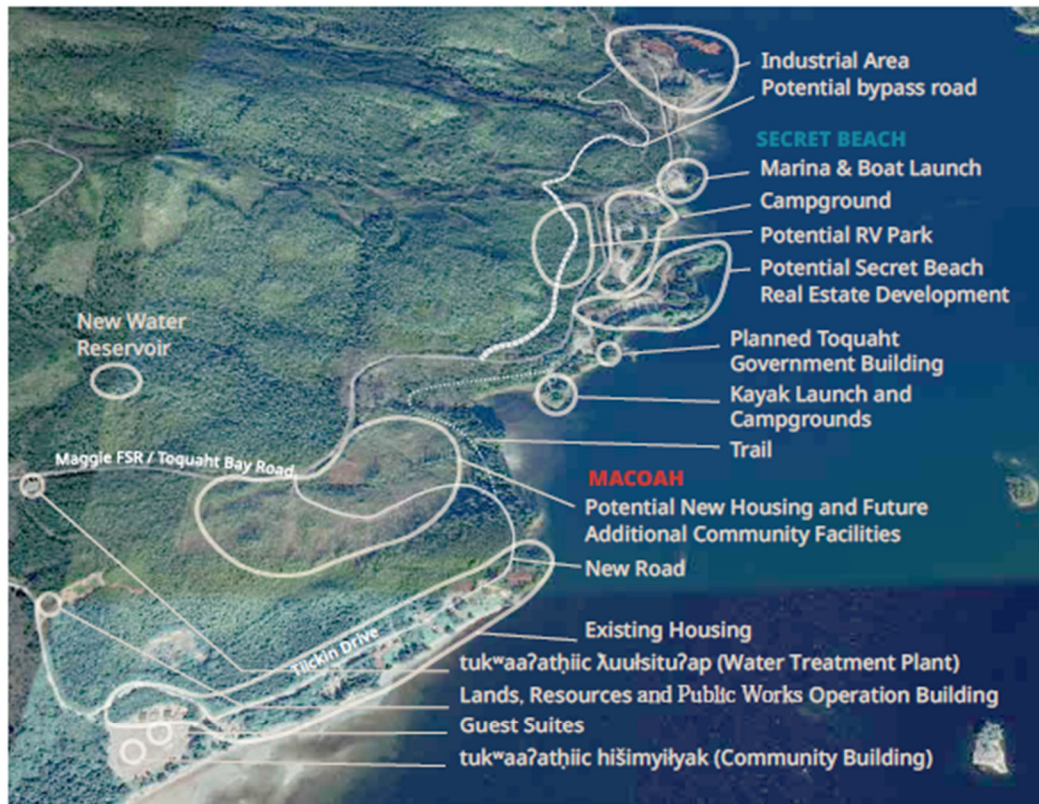 Industrial Area
Potential bypass road
SECRET BEACH
Marina & Boat Launch
Campground
Potential RV Park
Potential Secret Beach
Real Estate Development
New Water
Reservoir
Planned Toquaht
Government Building
Kayak Launch and
Campgrounds
Trail
Maggie FSR / Toquaht Bay Road
MACOAH
Potential New Housing and Future
Additional Community Facilities
New Road
Existing Housing
Tiickin Drive
tukʷaaʔatḥiic ƛuułsituʔap (Water Treatment Plant)
Lands, Resources and Public Works Operation Building
Guest Suites
tukʷaaʔatḥiic hišimyiłyak (Community Building)